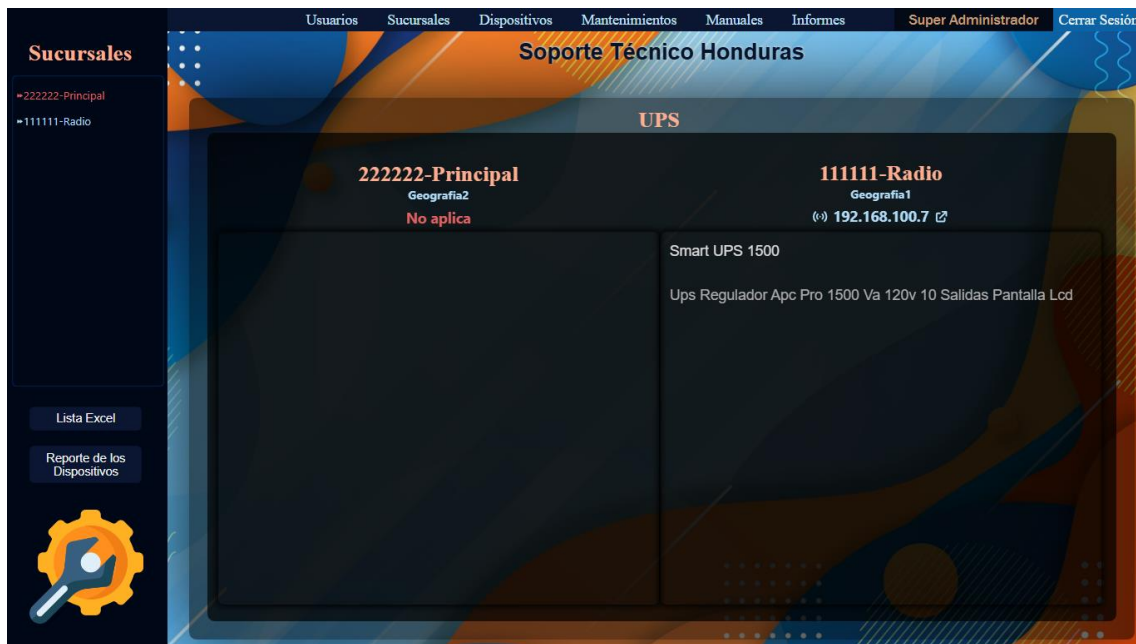 Usuarios Sucursales Dispositivos Mantenimientos Manuales Informes Super Administrador Cerrar Sesión
Sucursales
222222-Principal
111111-Radio
Lista Excel
Reporte de los
Dispositivos
Soporte Técnico Honduras
UPS
222222-Principal
Geografia2
No aplica
111111-Radio
Geografia1
192.168.100.7
Smart UPS 1500
Ups Regulador Apc Pro 1500 Va 120v 10 Salidas Pantalla Lcd